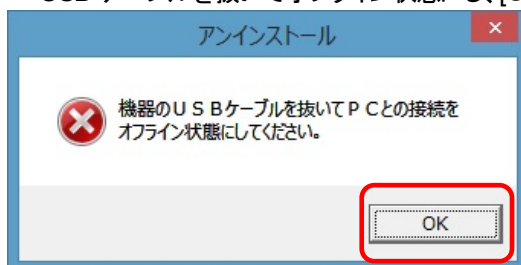 アンインストール
機器のＵＳＢケーブルを抜いてＰＣとの接続を
オフライン状態にしてください。
OK